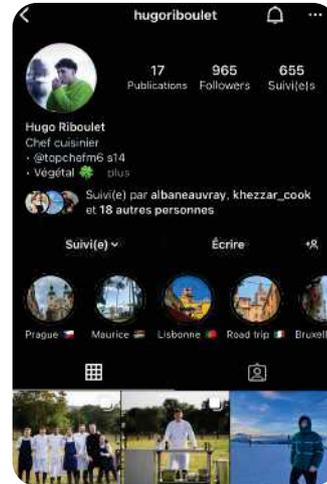 hugoriboulet
17 965 655
Publications Followers Suivi(e)s
Hugo Riboulet
Chef cuisinier
• @topchefm6 s14
• Végétal 🍀 plus
Suivi(e) par albaneauvray, khezzar_cook
et 18 autres personnes
Suivi(e) Écrire
Prague 🇨🇿 Maurice 🇲🇺 Lisbonne 🇵🇹 Road trip 🇮🇹 Bruxell